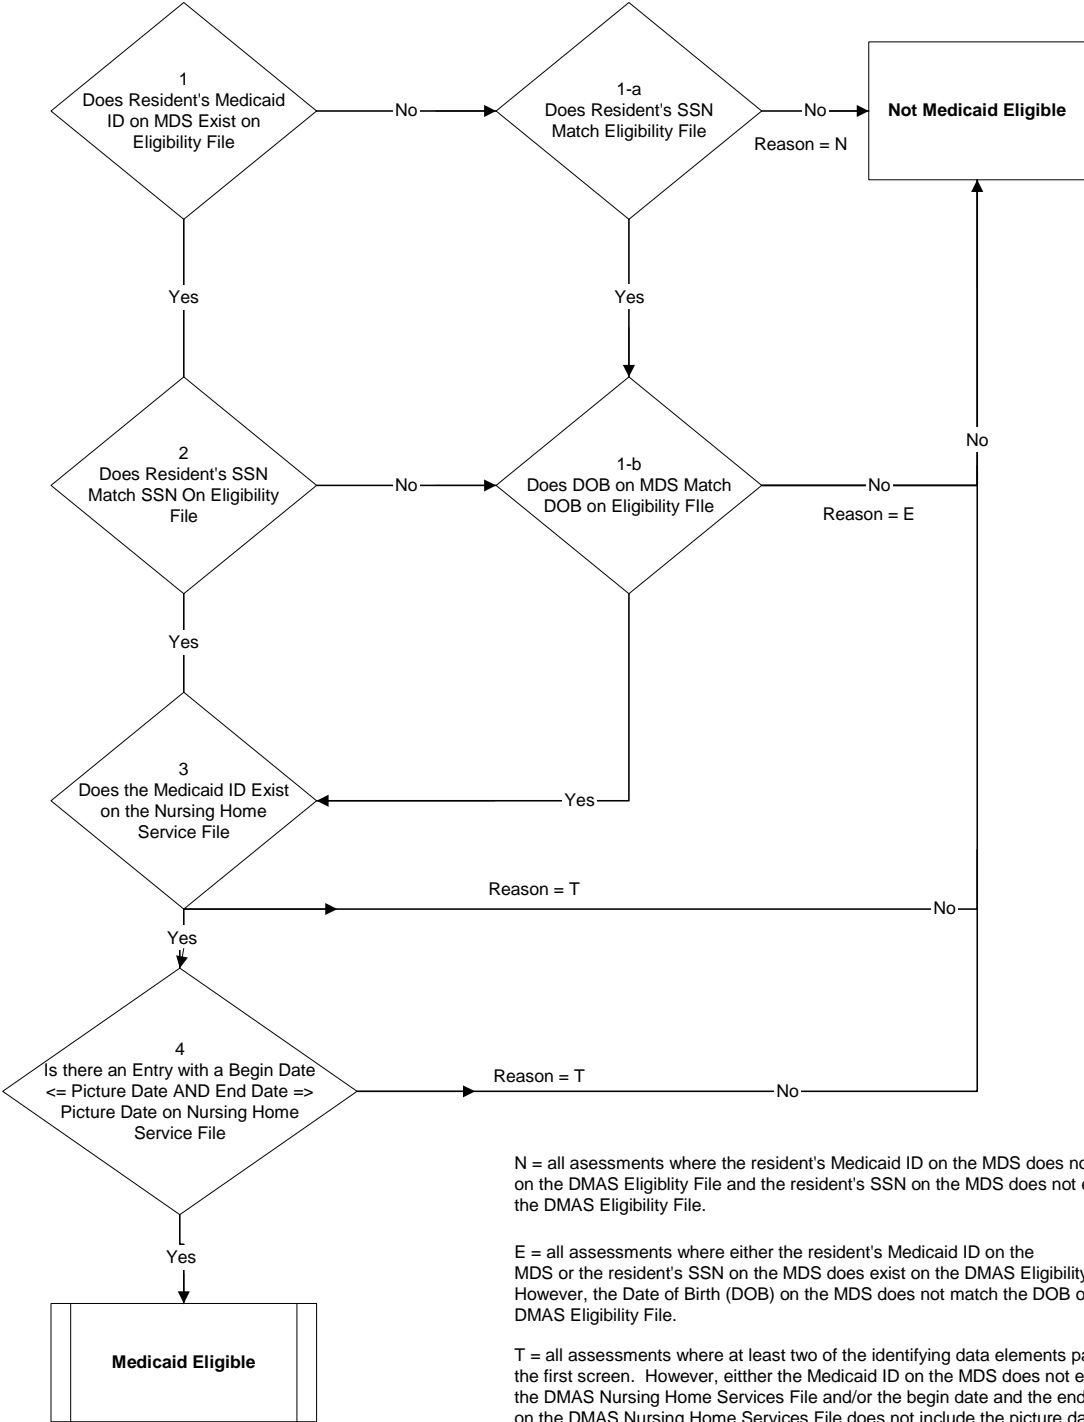 1
Does Resident's Medicaid
ID on MDS Exist on
Eligibility File
No
1-a
Does Resident's SSN
Match Eligibility File
No
Reason = N
Not Medicaid Eligible
Yes
Yes
No
2
Does Resident's SSN
Match SSN On Eligibility
File
No
1-b
Does DOB on MDS Match
DOB on Eligibility FIle
No
Reason = E
Yes
3
Does the Medicaid ID Exist
on the Nursing Home
Service File
Yes
Reason = T
No
Yes
4
Is there an Entry with a Begin Date
<= Picture Date AND End Date =>
Picture Date on Nursing Home
Service File
Reason = T
No
Yes
Medicaid Eligible
N = all asessments where the resident's Medicaid ID on the MDS does
on the DMAS Eligiblity File and the resident's SSN on the MDS does not
the DMAS Eligibility File.
E = all assessments where either the resident's Medicaid ID on the
MDS or the resident's SSN on the MDS does exist on the DMAS Eligibility
However, the Date of Birth (DOB) on the MDS does not match the DOB
DMAS Eligibility File.
T = all assessments where at least two of the identifying data elements
the first screen. However, eitther the Medicaid ID on the MDS does not
the DMAS Nursing Home Services File and/or the begin date and the end
on the DMAS Nursing Home Services File does not include the picture